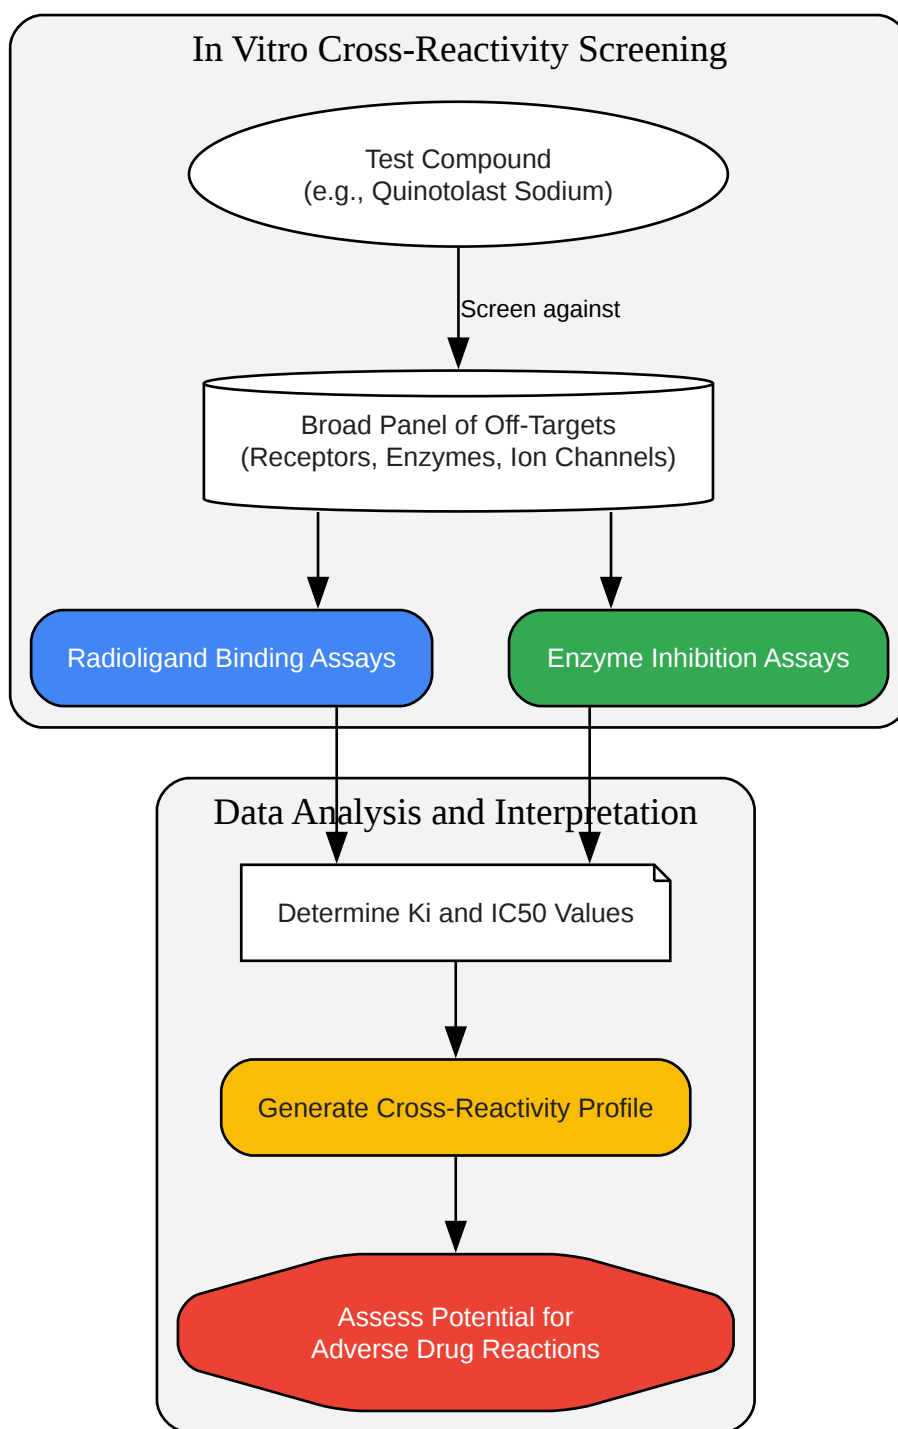 In Vitro Cross-Reactivity Screening
Test Compound
(e.g., Quinotolast Sodium)
Screen against
Broad Panel of Off-Targets
(Receptors, Enzymes, Ion Channels)
Radioligand Binding Assays
Enzyme Inhibition Assays
Data Analysis and Interpretation
Determine Ki and IC50 Values
Generate Cross-Reactivity Profile
Assess Potential for
Adverse Drug Reactions